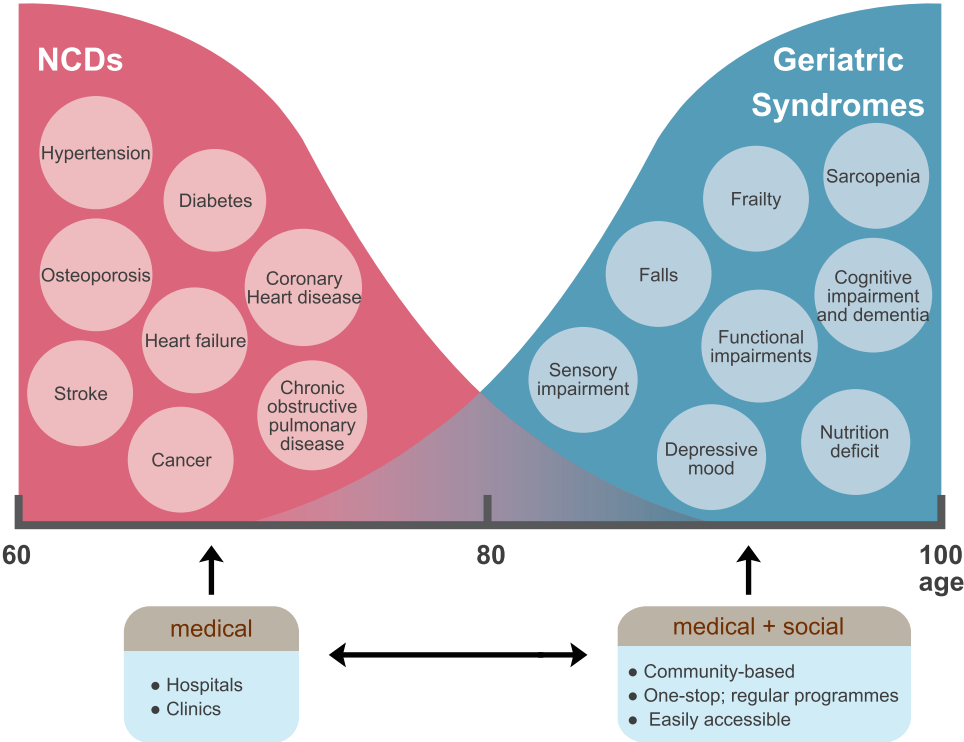 NCDs
Hypertension
Diabetes
Osteoporosis
Coronary
Heart disease
Heart failure
Stroke
Chronic
obstructive
pulmonary
disease
Cancer
Geriatric
Syndromes
Sarcopenia
Frailty
Falls
Cognitive
impairment
and dementia
Functional
impairments
Sensory
impairment
Depressive
mood
Nutrition
deficit
60
80
100
age
medical
● Hospitals
● Clinics
medical + social
● Community-based
● One-stop; regular programmes
● Easily accessible